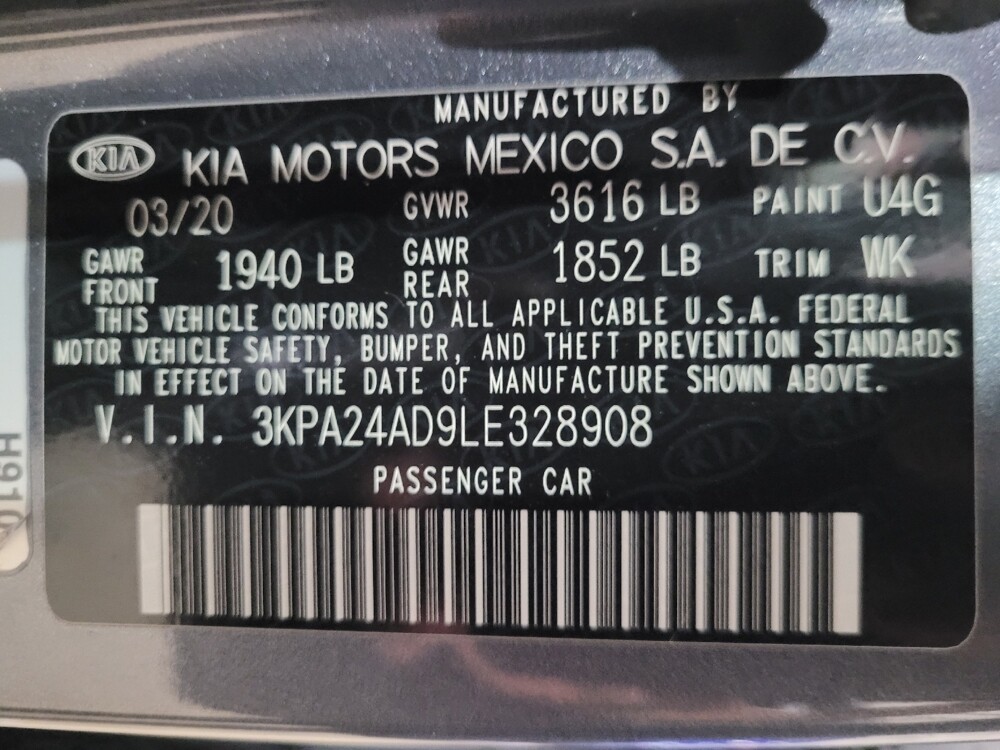 MANUFACTURED BY
KIA KIA MOTORS MEXICO S.A. DE C.V.
03/20 GVWR 3616 LB PAINT U4G
GAWR FRONT 1940 LB GAWR REAR 1852 LB TRIM WK
THIS VEHICLE CONFORMS TO ALL APPLICABLE U.S.A. FEDERAL
MOTOR VEHICLE SAFETY, BUMPER, AND THEFT PREVENTION STANDARDS
IN EFFECT ON THE DATE OF MANUFACTURE SHOWN ABOVE.
V.I.N. 3KPA24AD9LE328908
PASSENGER CAR